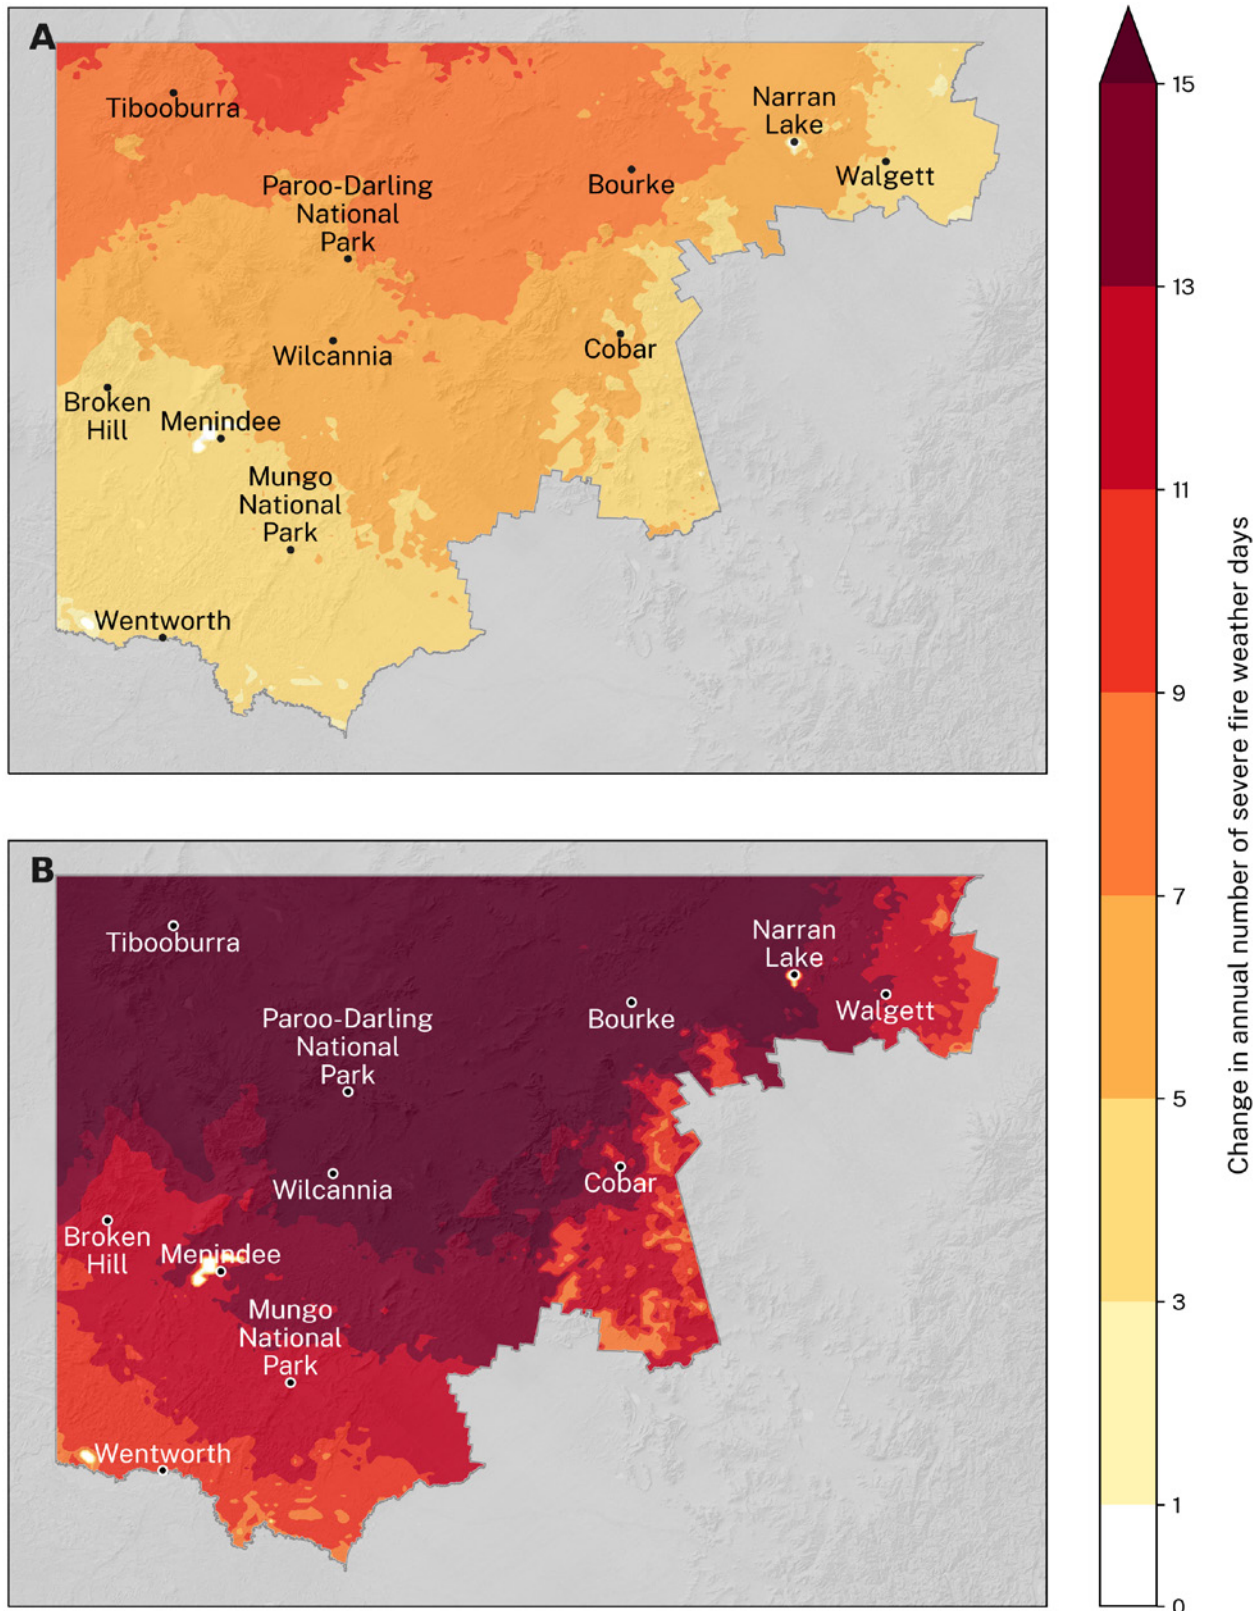 A
Tibooburra
Narran
Lake
Walgett
Bourke
Paroo-Darling
National
Park
Wilcannia
Cobar
Broken
Hill
Menindee
Mungo
National
Park
Wentworth
B
Tibooburra
Narran
Lake
Walgett
Bourke
Paroo-Darling
National
Park
Wilcannia
Cobar
Broken
Hill
Menindee
Mungo
National
Park
Wentworth
15
13
11
9
7
5
3
1
0
Change in annual number of severe fire weather days